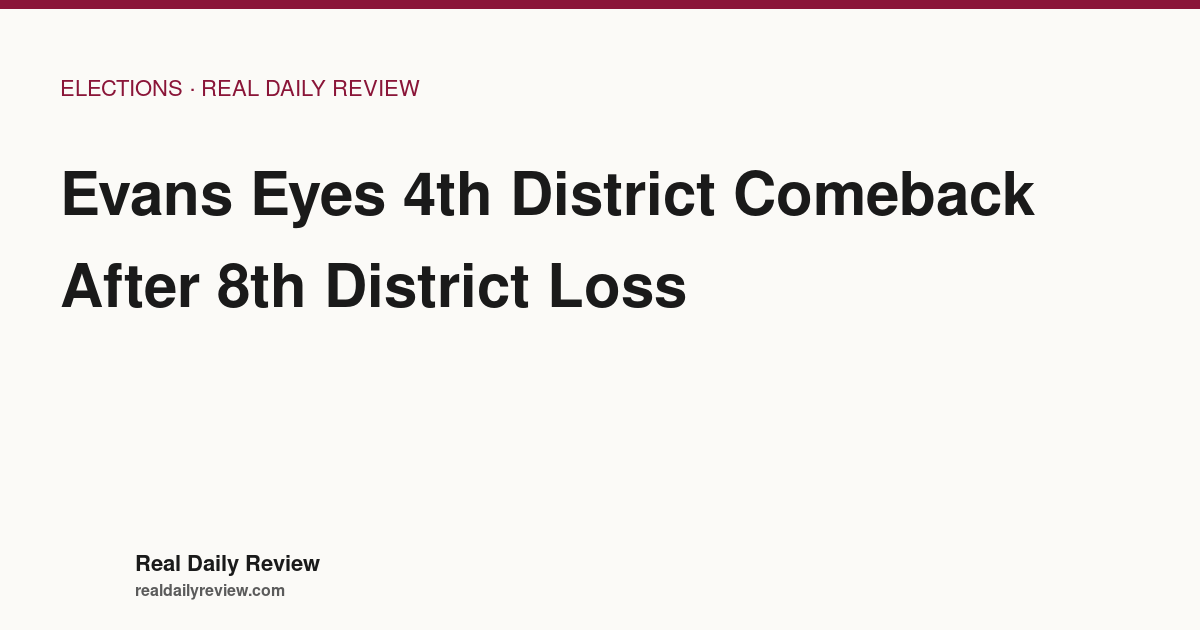 ELECTIONS · REAL DAILY REVIEW
Evans Eyes 4th District Comeback
After 8th District Loss
Real Daily Review
realdailyreview.com